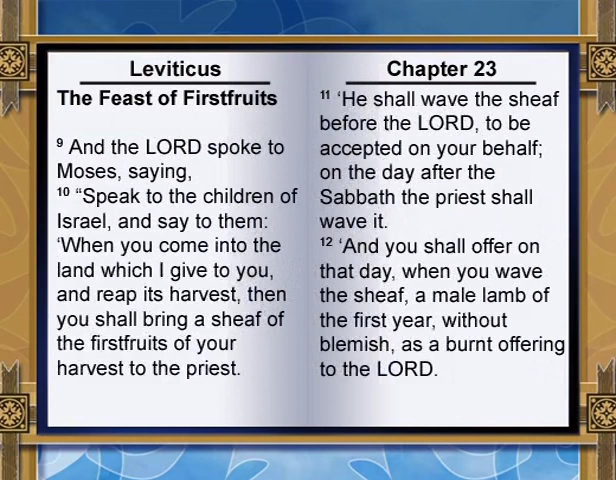 Leviticus
The Feast of Firstfruits
⁹ And the LORD spoke to
Moses, saying,
¹⁰ “Speak to the children of
Israel, and say to them:
‘When you come into the
land which I give to you,
and reap its harvest, then
you shall bring a sheaf of
the firstfruits of your
harvest to the priest.
Chapter 23
¹¹ ‘He shall wave the sheaf
before the LORD, to be
accepted on your behalf;
on the day after the
Sabbath the priest shall
wave it.
¹² ‘And you shall offer on
that day, when you wave
the sheaf, a male lamb of
the first year, without
blemish, as a burnt offering
to the LORD.